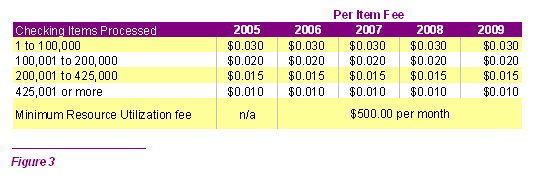 Per Item Fee
Checking Items Processed 2005 2006 2007 2008 2009
1 to 100,000 $0.030 $0.030 $0.030 $0.030 $0.030
100,001 to 200,000 $0.020 $0.020 $0.020 $0.020 $0.020
200,001 to 425,000 $0.015 $0.015 $0.015 $0.015 $0.015
425,001 or more $0.010 $0.010 $0.010 $0.010 $0.010
Minimum Resource Utilization fee n/a $500.00 per month
Figure 3